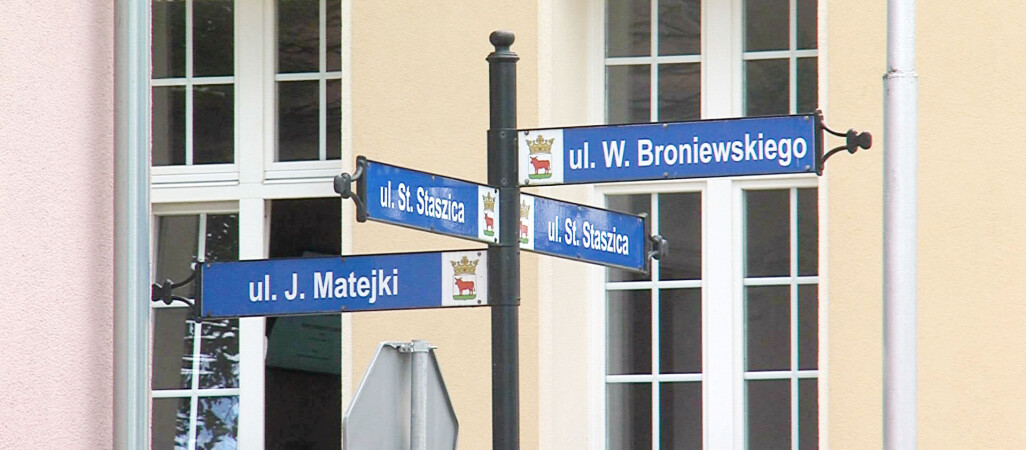 ul. W. Broniewskiego
ul. St. Staszica
ul. St. Staszica
ul. J. Matejki